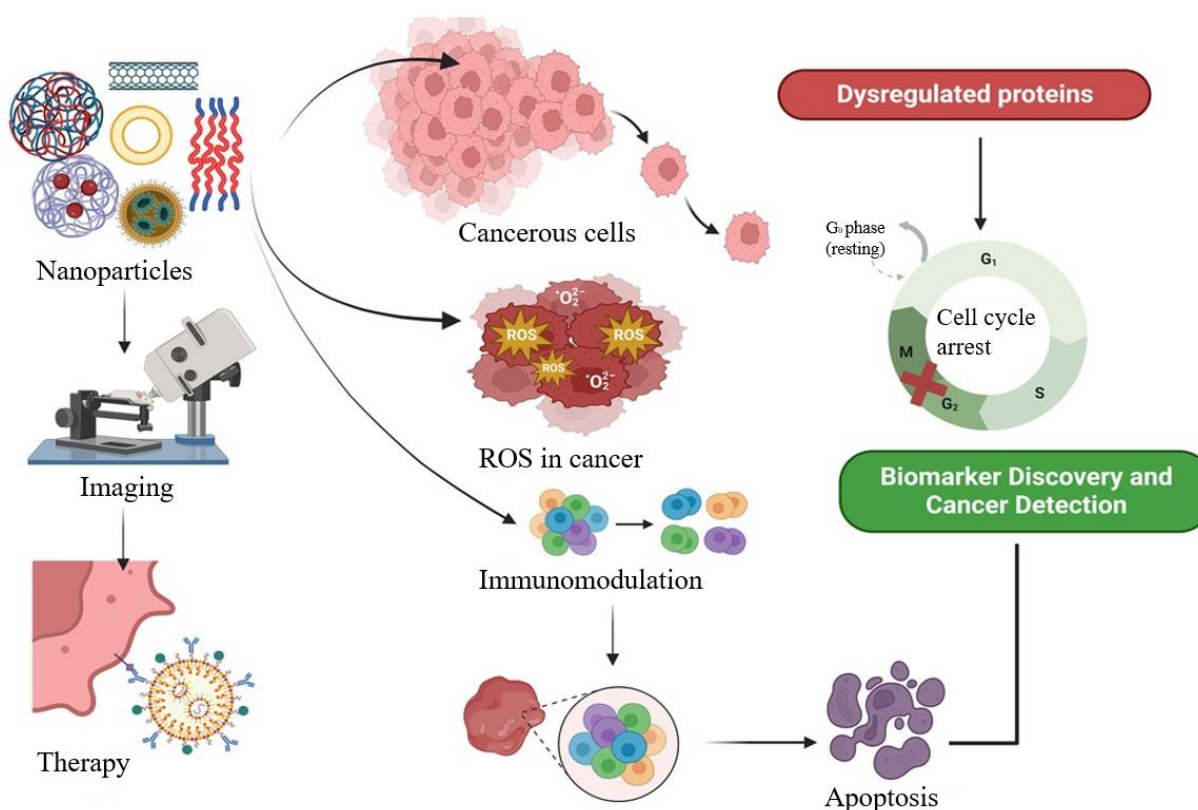 Nanoparticles
Imaging
Therapy
Cancerous cells
˙O₂²⁻
ROS
ROS
ROS
˙O₂²⁻
ROS in cancer
Immunomodulation
Apoptosis
Dysregulated proteins
G₀ phase
(resting)
G₁
Cell cycle
arrest
M
S
G₂
Biomarker Discovery and
Cancer Detection